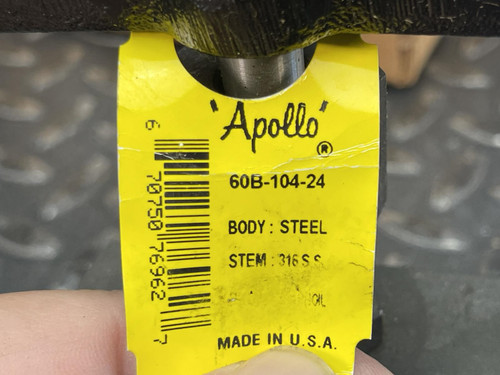 "Apollo"
®
60B-104-24
BODY: STEEL
STEM: 316 S.S.
MADE IN U.S.A.
6 70750 76962 7